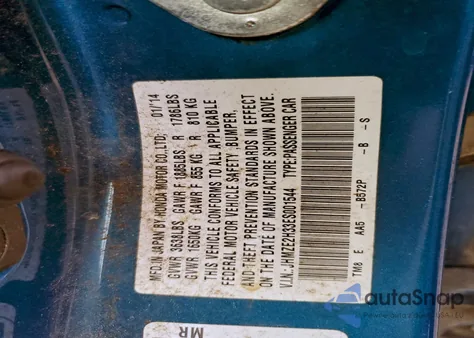 MFD.IN JAPAN BY HONDA MOTOR CO.,LTD. 01/14
GVWR 3638LBS GAWR F 1885LBS R 1786LBS
GVWR 1650KG GAWR F 855 KG R 810 KG
THIS VEHICLE CONFORMS TO ALL APPLICABLE
FEDERAL MOTOR VEHICLE SAFETY, BUMPER,
AND THEFT PREVENTION STANDARDS IN EFFECT
ON THE DATE OF MANUFACTURE SHOWN ABOVE.
V.I.N.: JHMZE2H33ES001544 TYPE:PASSENGER CAR
TM8 E AA5 -B572P -B -S
MR
autoSnap